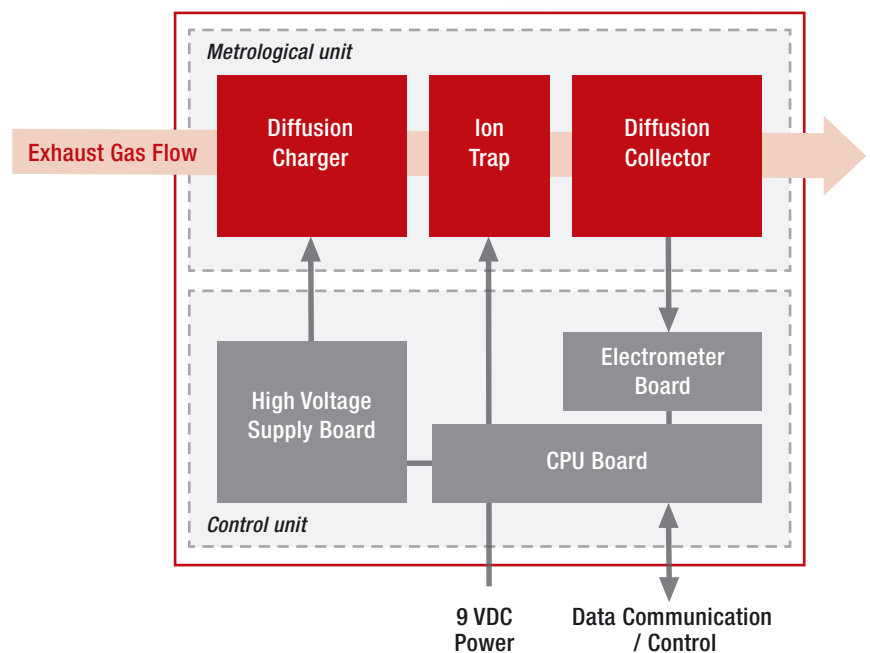 Metrological unit
Exhaust Gas Flow
Diffusion
Charger
Ion
Trap
Diffusion
Collector
High Voltage
Supply Board
Electrometer
Board
CPU Board
Control unit
9 VDC
Power
Data Communication
/ Control